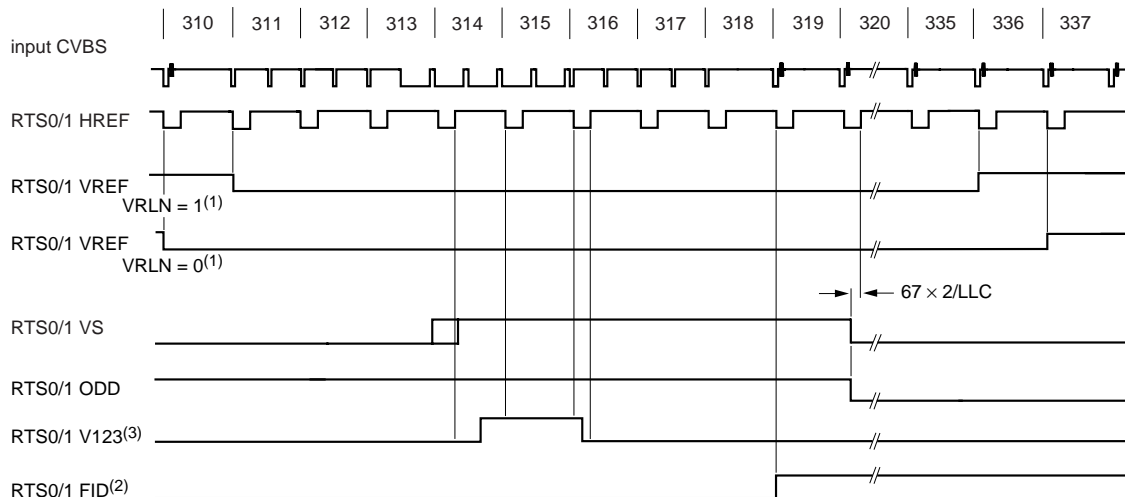 310 311 312 313 314 315 316 317 318 319 320 335 336 337
input CVBS
RTS0/1 HREF
RTS0/1 VREF
VRLN = 1(1)
RTS0/1 VREF
VRLN = 0(1)
67 × 2/LLC
RTS0/1 VS
RTS0/1 ODD
RTS0/1 V123(3)
RTS0/1 FID(2)